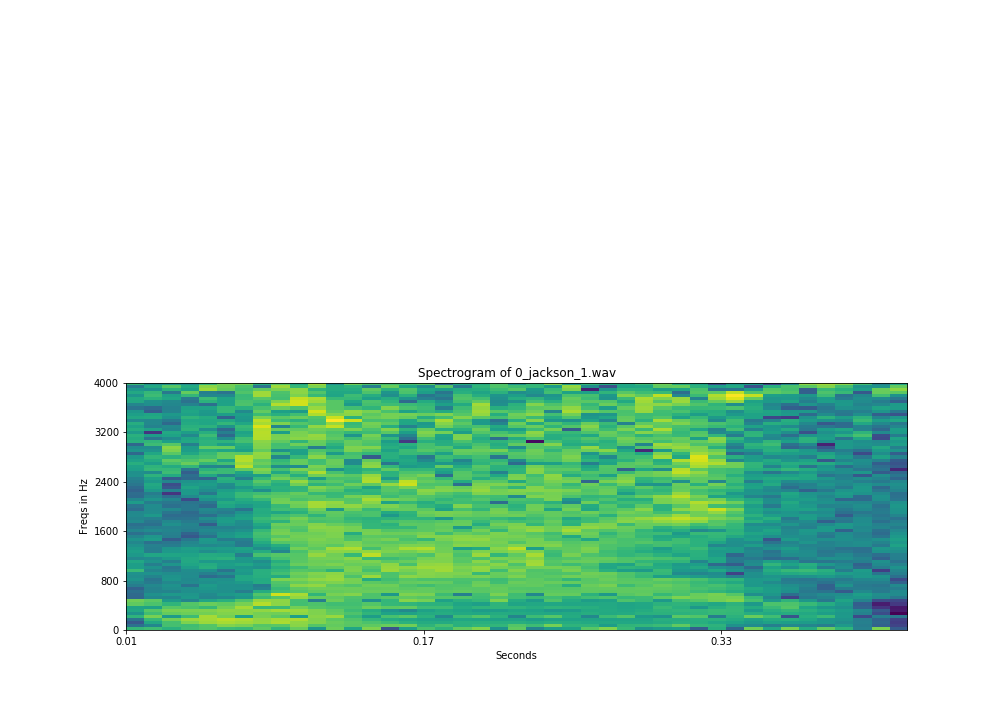 Spectrogram of 0_jackson_1.wav
4000
3200
2400
1600
800
0
Freqs in Hz
0.01 0.17 0.33
Seconds